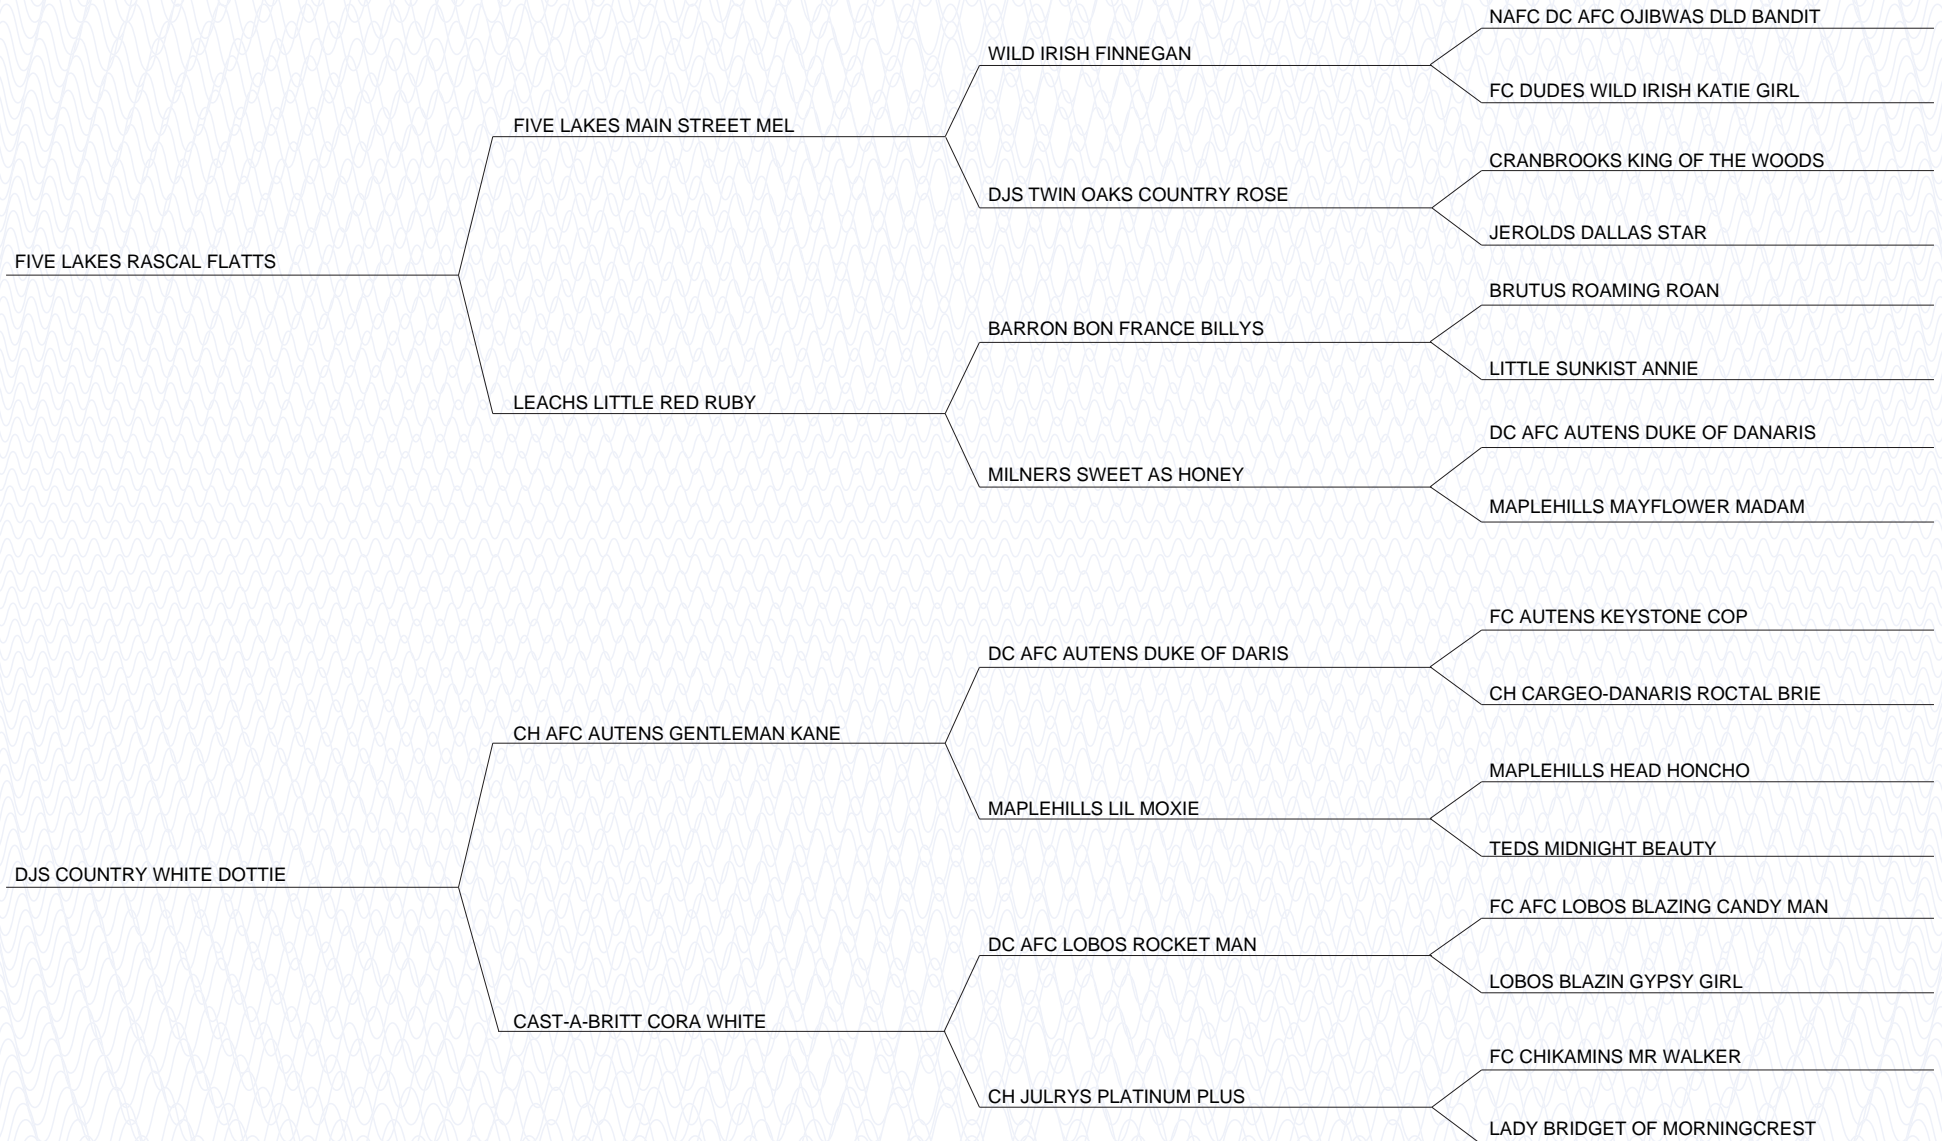 NAFC DC AFC OJIBWAS DLD BANDIT
WILD IRISH FINNEGAN
FC DUDES WILD IRISH KATIE GIRL
FIVE LAKES MAIN STREET MEL
CRANBROOKS KING OF THE WOODS
DJS TWIN OAKS COUNTRY ROSE
JEROLDS DALLAS STAR
FIVE LAKES RASCAL FLATTS
BRUTUS ROAMING ROAN
BARRON BON FRANCE BILLYS
LITTLE SUNKIST ANNIE
LEACHS LITTLE RED RUBY
DC AFC AUTENS DUKE OF DANARIS
MILNERS SWEET AS HONEY
MAPLEHILLS MAYFLOWER MADAM
FC AUTENS KEYSTONE COP
DC AFC AUTENS DUKE OF DARIS
CH CARGEO-DANARIS ROCTAL BRIE
CH AFC AUTENS GENTLEMAN KANE
MAPLEHILLS HEAD HONCHO
MAPLEHILLS LIL MOXIE
TEDS MIDNIGHT BEAUTY
DJS COUNTRY WHITE DOTTIE
FC AFC LOBOS BLAZING CANDY MAN
DC AFC LOBOS ROCKET MAN
LOBOS BLAZIN GYPSY GIRL
CAST-A-BRITT CORA WHITE
FC CHIKAMINS MR WALKER
CH JULRYS PLATINUM PLUS
LADY BRIDGET OF MORNINGCREST